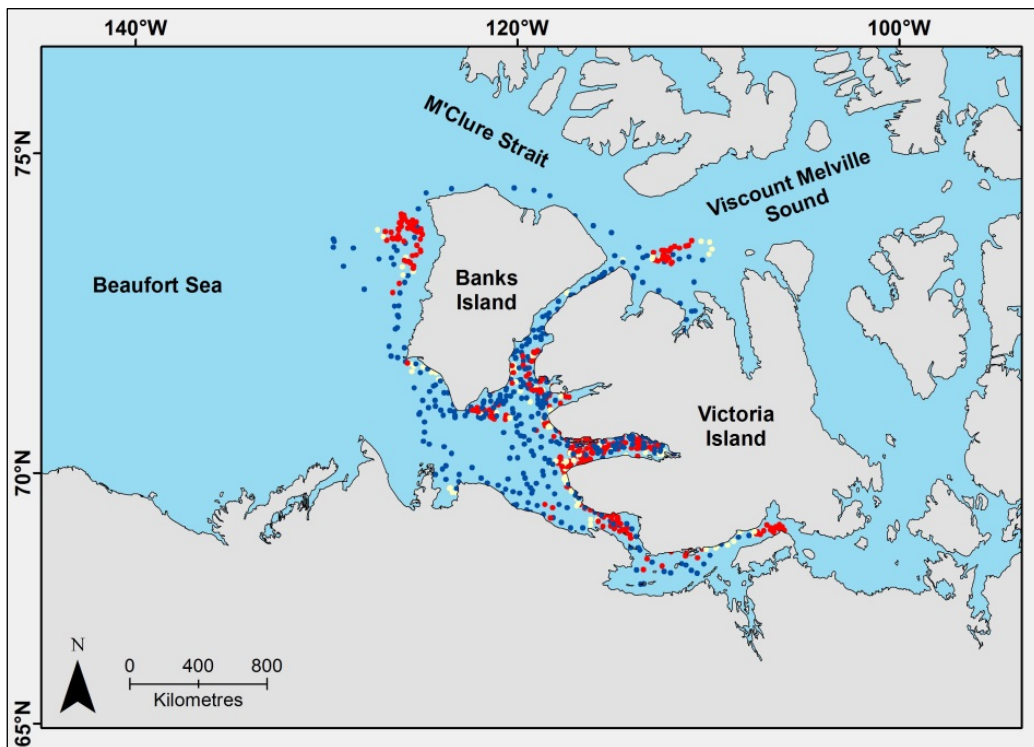 140°W 120°W 100°W
M'Clure Strait
75°N
Viscount Melville
Sound
Beaufort Sea
Banks
Island
Victoria
Island
70°N
N
0 400 800
Kilometres
65°N